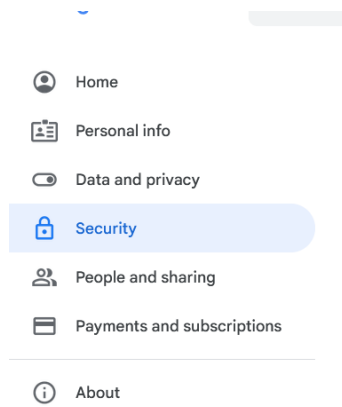 Home
Personal info
Data and privacy
Security
People and sharing
Payments and subscriptions
About